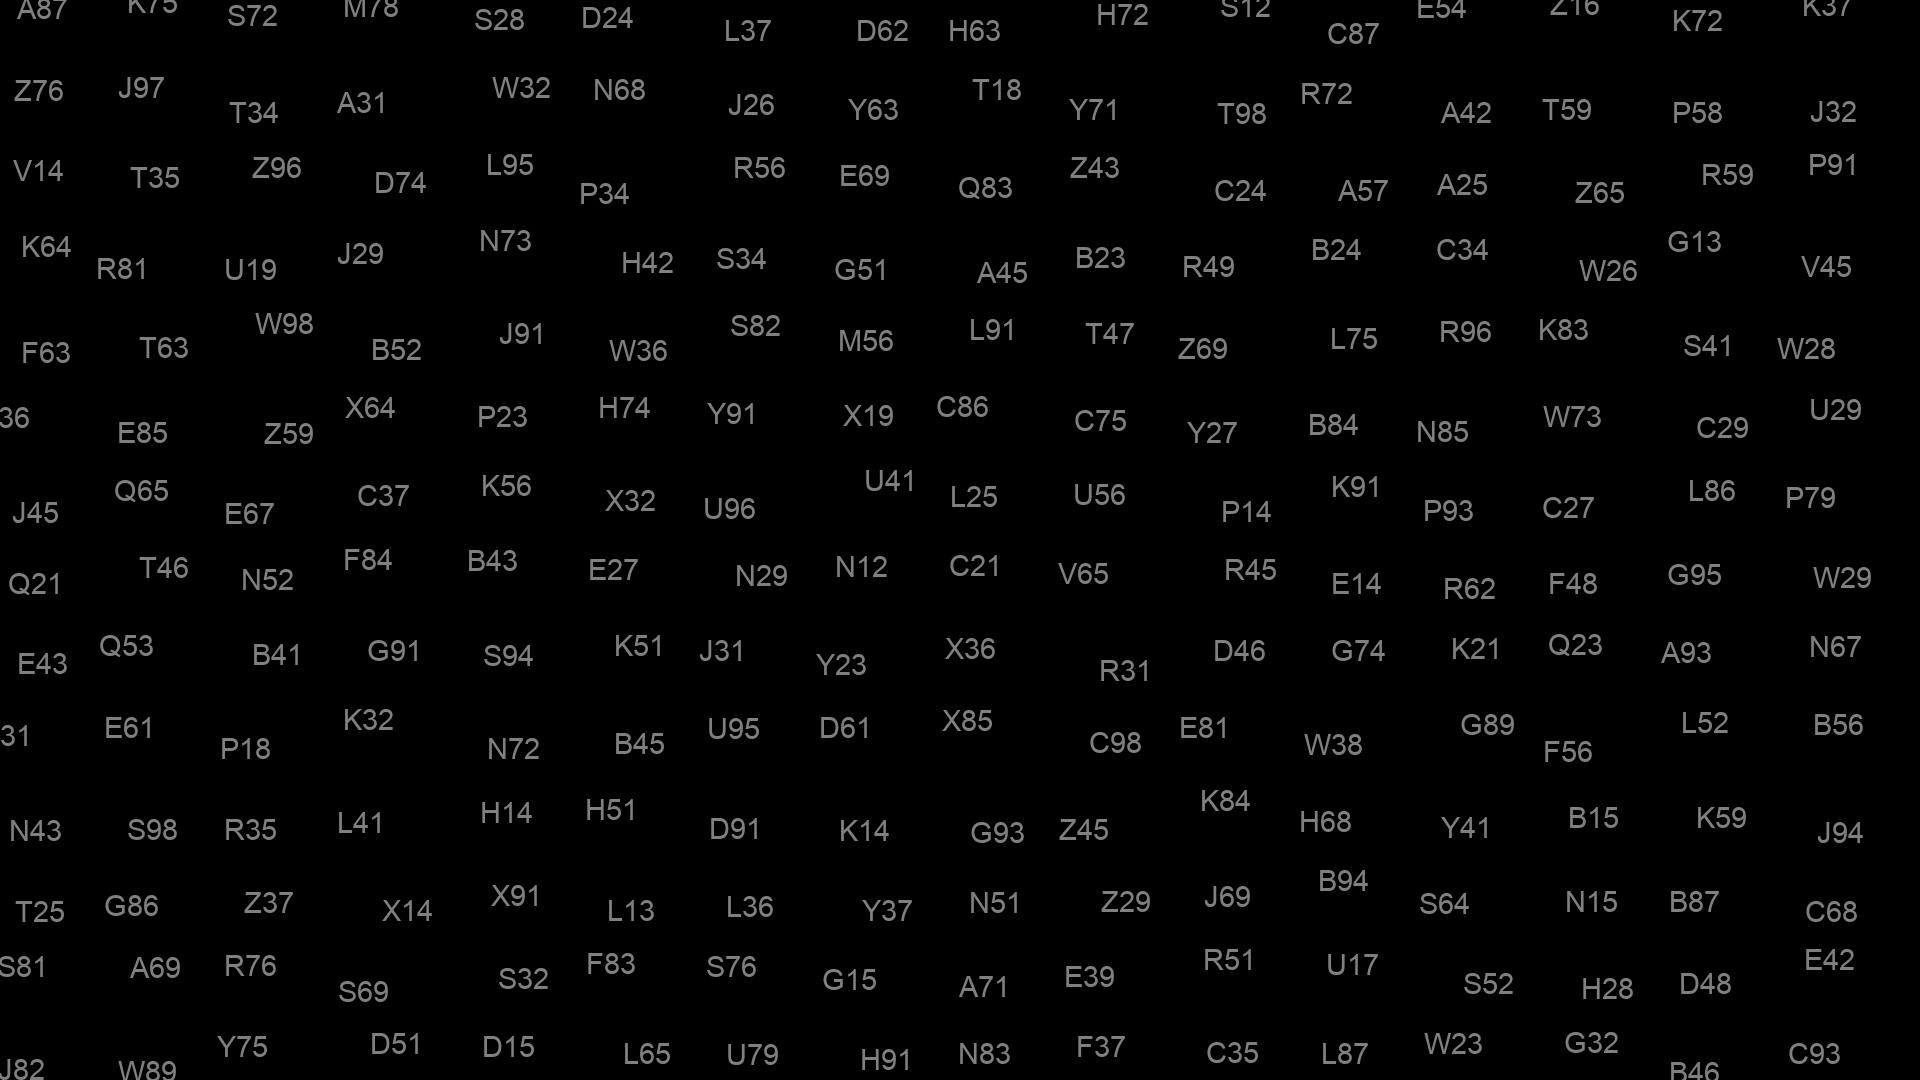 A87 K75 S72 M78 S28 D24 L37 D62 H63 H72 S12 C87 E54 Z16 K72 K37
Z76 J97 T34 A31 W32 N68 J26 Y63 T18 Y71 T98 R72 A42 T59 P58 J32
V14 T35 Z96 D74 L95 P34 R56 E69 Q83 Z43 C24 A57 A25 Z65 R59 P91
K64 R81 U19 J29 N73 H42 S34 G51 A45 B23 R49 B24 C34 W26 G13 V45
F63 T63 W98 B52 J91 W36 S82 M56 L91 T47 Z69 L75 R96 K83 S41 W28
36 E85 Z59 X64 P23 H74 Y91 X19 C86 C75 Y27 B84 N85 W73 C29 U29
J45 Q65 E67 C37 K56 X32 U96 U41 L25 U56 P14 K91 P93 C27 L86 P79
Q21 T46 N52 F84 B43 E27 N29 N12 C21 V65 R45 E14 R62 F48 G95 W29
E43 Q53 B41 G91 S94 K51 J31 Y23 X36 R31 D46 G74 K21 Q23 A93 N67
31 E61 P18 K32 N72 B45 U95 D61 X85 C98 E81 W38 G89 F56 L52 B56
N43 S98 R35 L41 H14 H51 D91 K14 G93 Z45 K84 H68 Y41 B15 K59 J94
T25 G86 Z37 X14 X91 L13 L36 Y37 N51 Z29 J69 B94 S64 N15 B87 C68
S81 A69 R76 S69 S32 F83 S76 G15 A71 E39 R51 U17 S52 H28 D48 E42
J82 W89 Y75 D51 D15 L65 U79 H91 N83 F37 C35 L87 W23 G32 B46 C93